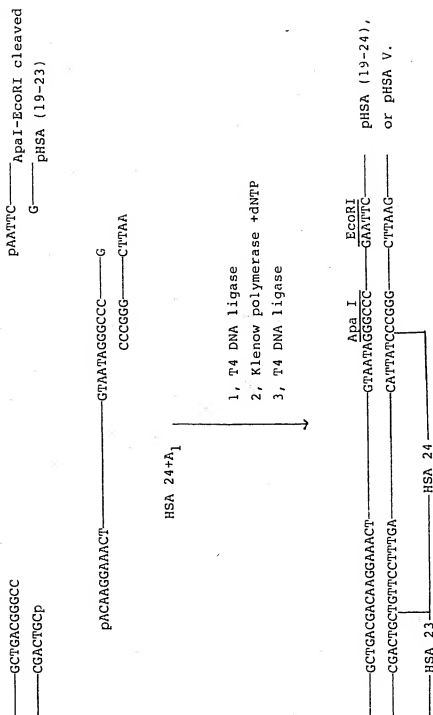 GCTGACGGGCC pAATTC ApaI-EcoRI cleaved
CGACTGCp G pHSA (19-23)
pACAAGGAAACT GTAATAGGGCCC G
CCCGGG CTTAA
HSA 24+A₁
1, T4 DNA ligase
2, Klenow polymerase +dNTP
3, T4 DNA ligase
Apa I EcoRI
GCTGACGACAAGGAAACT GTAATAGGGCCC GAATTC pHSA (19-24),
CGACTGCTGTTCCTTTGA CATTATCCCGGG CTTAAG or pHSA V.
HSA 23 HSA 24